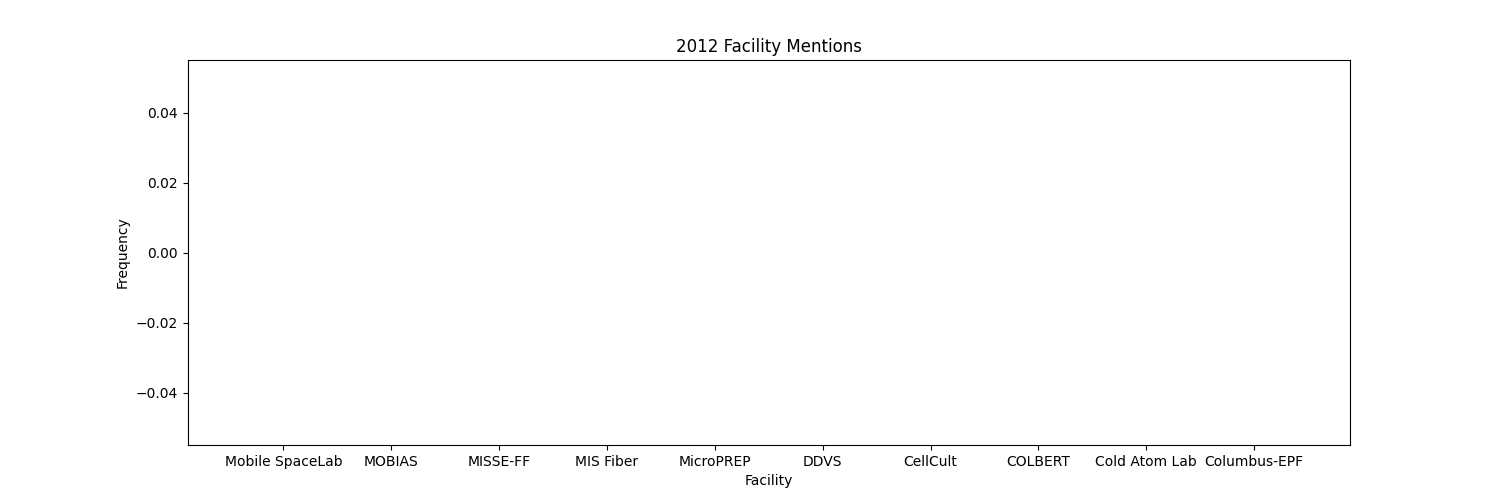 2012 Facility Mentions
0.04
0.02
0.00
−0.02
−0.04
Frequency
Mobile SpaceLab MOBIAS MISSE-FF MIS Fiber MicroPREP DDVS CellCult COLBERT Cold Atom Lab Columbus-EPF
Facility